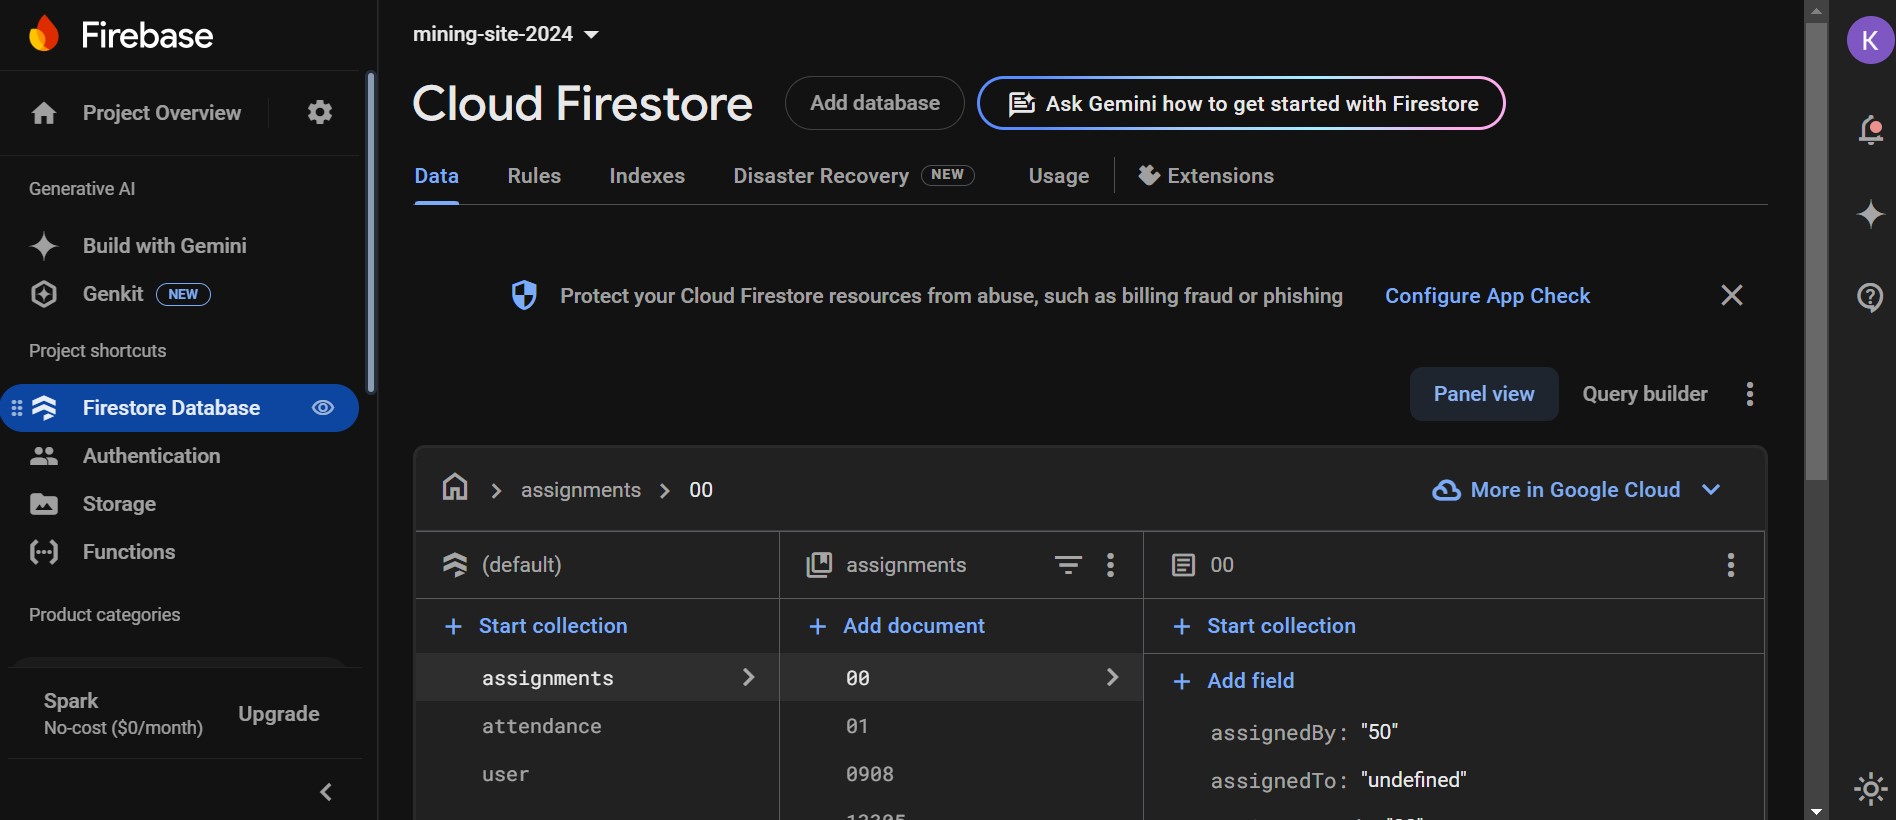 Firebase
Project Overview
Generative AI
Build with Gemini
Genkit NEW
Project shortcuts
Firestore Database
Authentication
Storage
Functions
Product categories
Spark
No-cost ($0/month)
Upgrade
mining-site-2024
Cloud Firestore
Add database
Ask Gemini how to get started with Firestore
Data Rules Indexes Disaster Recovery NEW Usage Extensions
Protect your Cloud Firestore resources from abuse, such as billing fraud or phishing Configure App Check
Panel view Query builder
assignments > 00
More in Google Cloud
(default)
+ Start collection
assignments
attendance
user
assignments
+ Add document
00
01
0908
00
+ Start collection
+ Add field
assignedBy: "50"
assignedTo: "undefined"
K